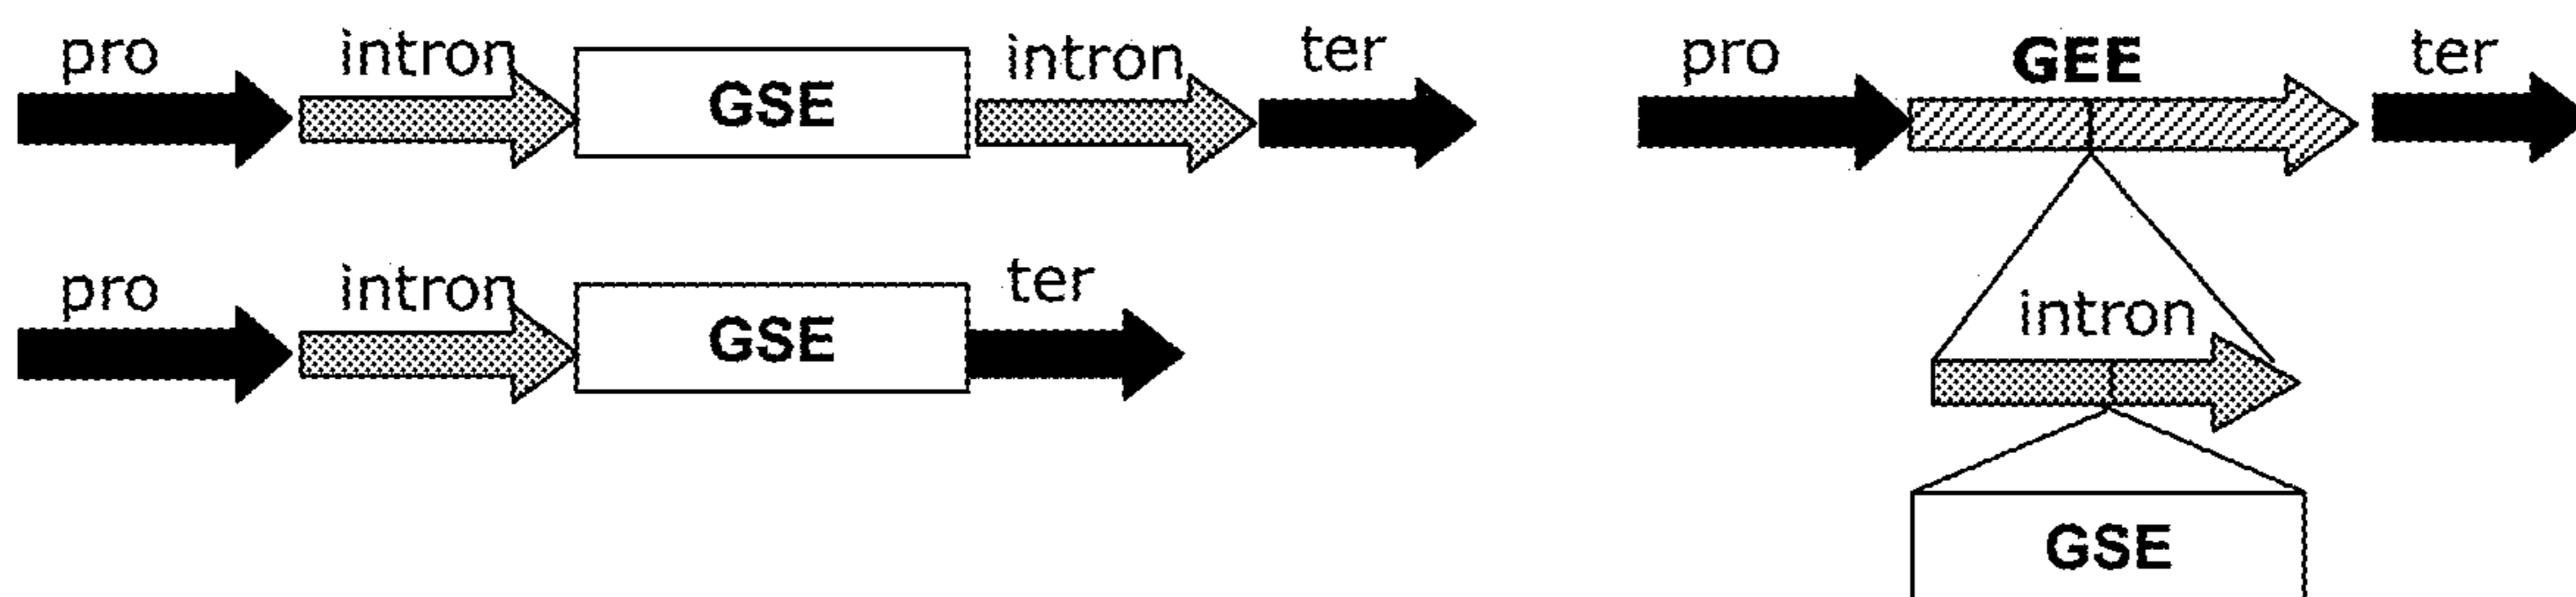 pro intron GSE intron ter
pro intron GSE ter
pro GEE ter
intron
GSE